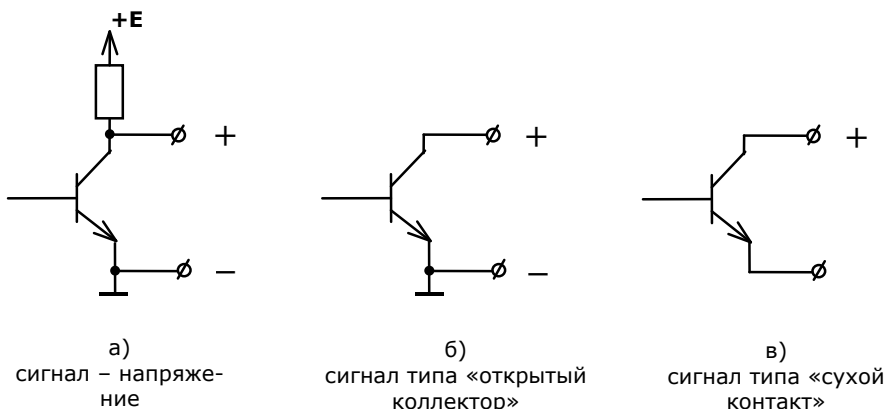 +E
+
+
+
−
−
а)
сигнал – напряже-
ние
б)
сигнал типа «открытый
коллектор»
в)
сигнал типа «сухой
контакт»